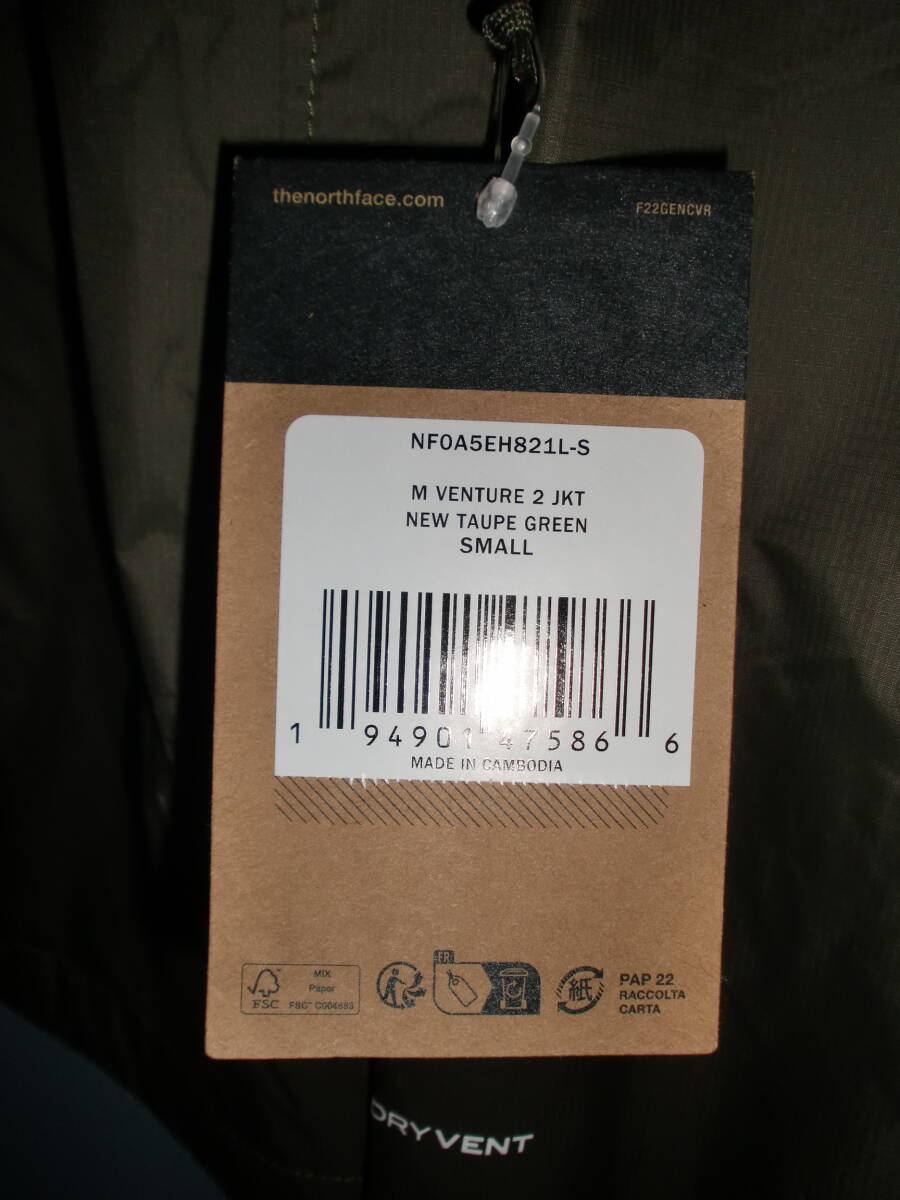 thenorthface.com
F22GENCVR
NF0A5EH821L-S
M VENTURE 2 JKT
NEW TAUPE GREEN
SMALL
1 94901 47586 6
MADE IN CAMBODIA
FR
MIX
Paper
FSC
FSC™ C004683
紙
PAP 22
RACCOLTA
CARTA
DRYVENT